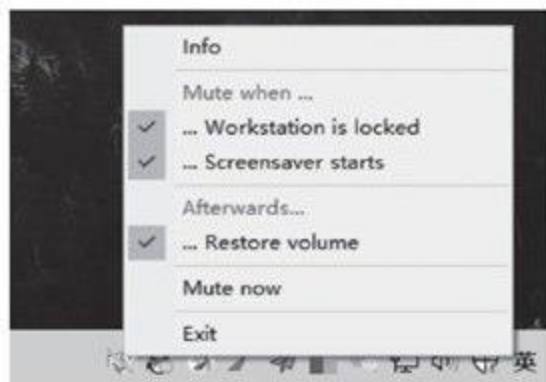 Info
Mute when ...
... Workstation is locked
... Screensaver starts
Afterwards...
... Restore volume
Mute now
Exit
英